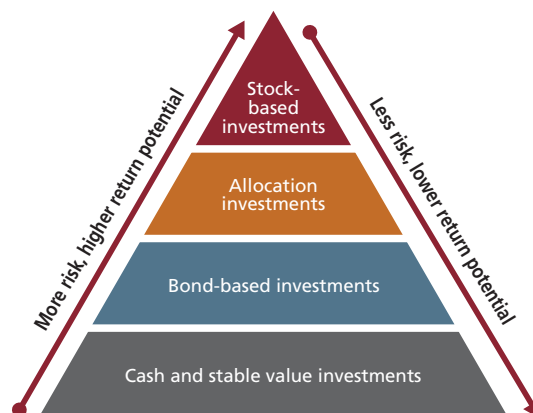 Stock-
based
investments
Allocation
investments
Bond-based investments
Cash and stable value investments
More risk, higher return potential
Less risk, lower return potential